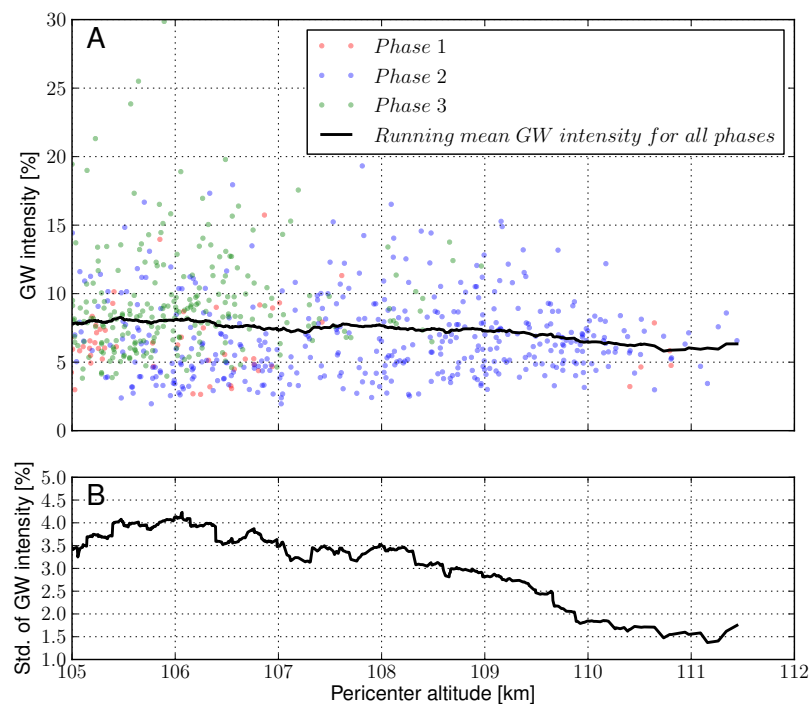 A
GW intensity [%]
30
25
20
15
10
5
0
Phase 1
Phase 2
Phase 3
Running mean GW intensity for all phases
B
Std. of GW intensity [%]
5.0
4.5
4.0
3.5
3.0
2.5
2.0
1.5
1.0
105 106 107 108 109 110 111 112
Pericenter altitude [km]